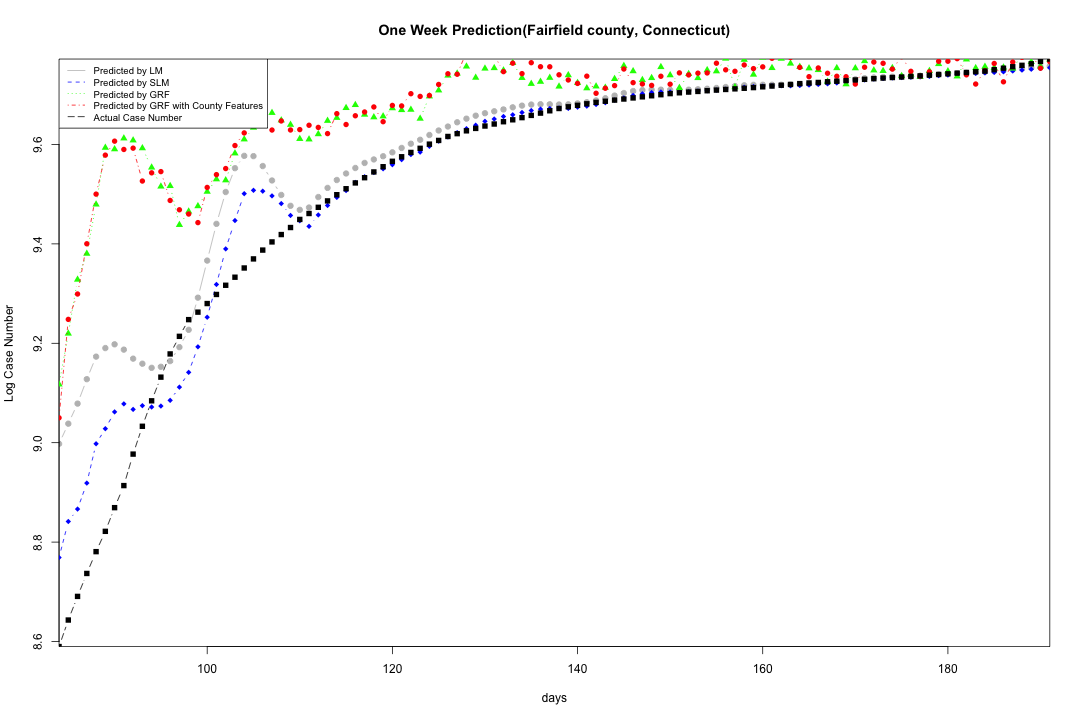 One Week Prediction(Fairfield county, Connecticut)
Predicted by LM
Predicted by SLM
Predicted by GRF
Predicted by GRF with County Features
Actual Case Number
Log Case Number
9.6
9.4
9.2
9.0
8.8
8.6
100 120 140 160 180
days